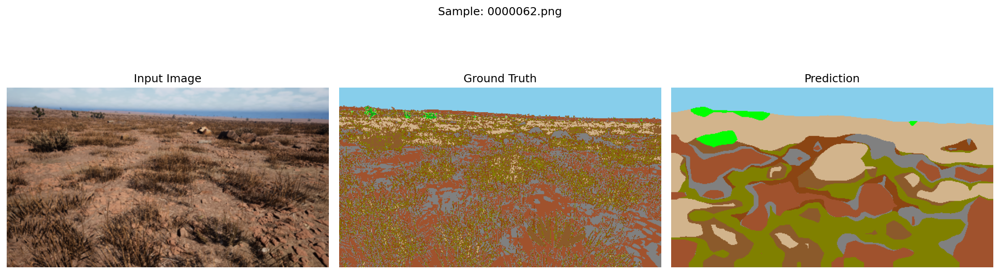 Sample: 0000062.png
Input Image
Ground Truth
Prediction